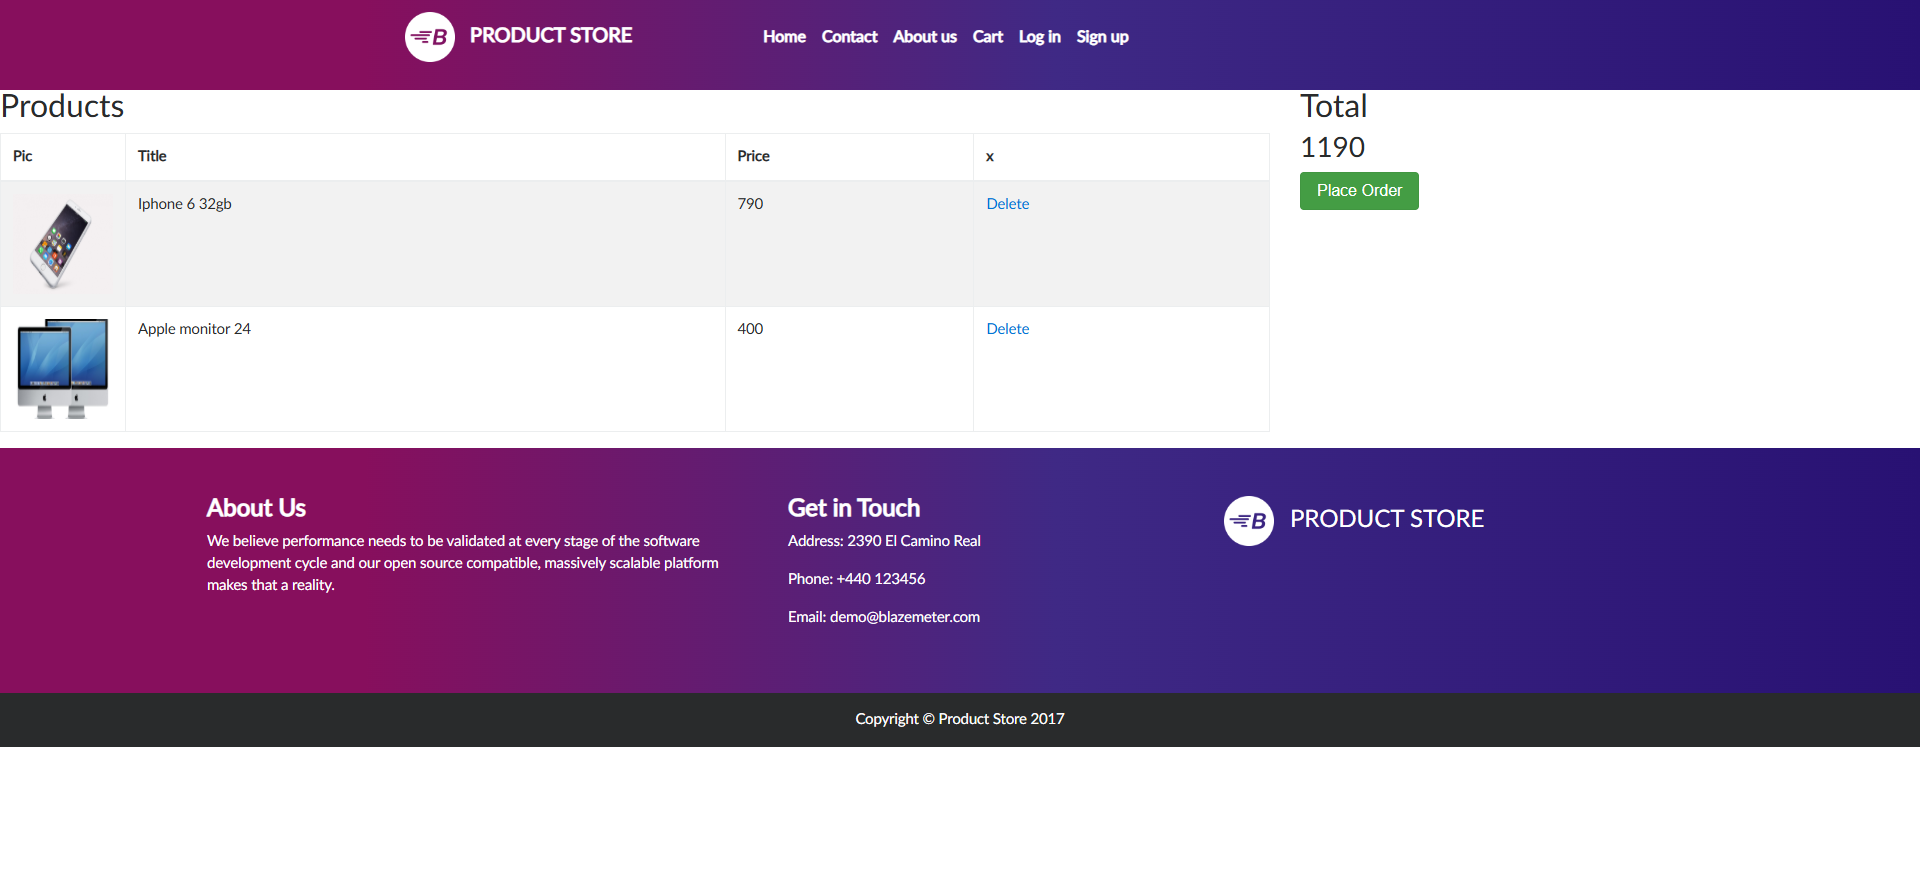 B PRODUCT STORE
Home Contact About us Cart Log in Sign up
Products
Pic Title Price x
Iphone 6 32gb 790 Delete
Apple monitor 24 400 Delete
Total
1190
Place Order
About Us
We believe performance needs to be validated at every stage of the software
development cycle and our open source compatible, massively scalable platform
makes that a reality.
Get in Touch
Address: 2390 El Camino Real
Phone: +440 123456
Email: demo@blazemeter.com
B PRODUCT STORE
Copyright © Product Store 2017